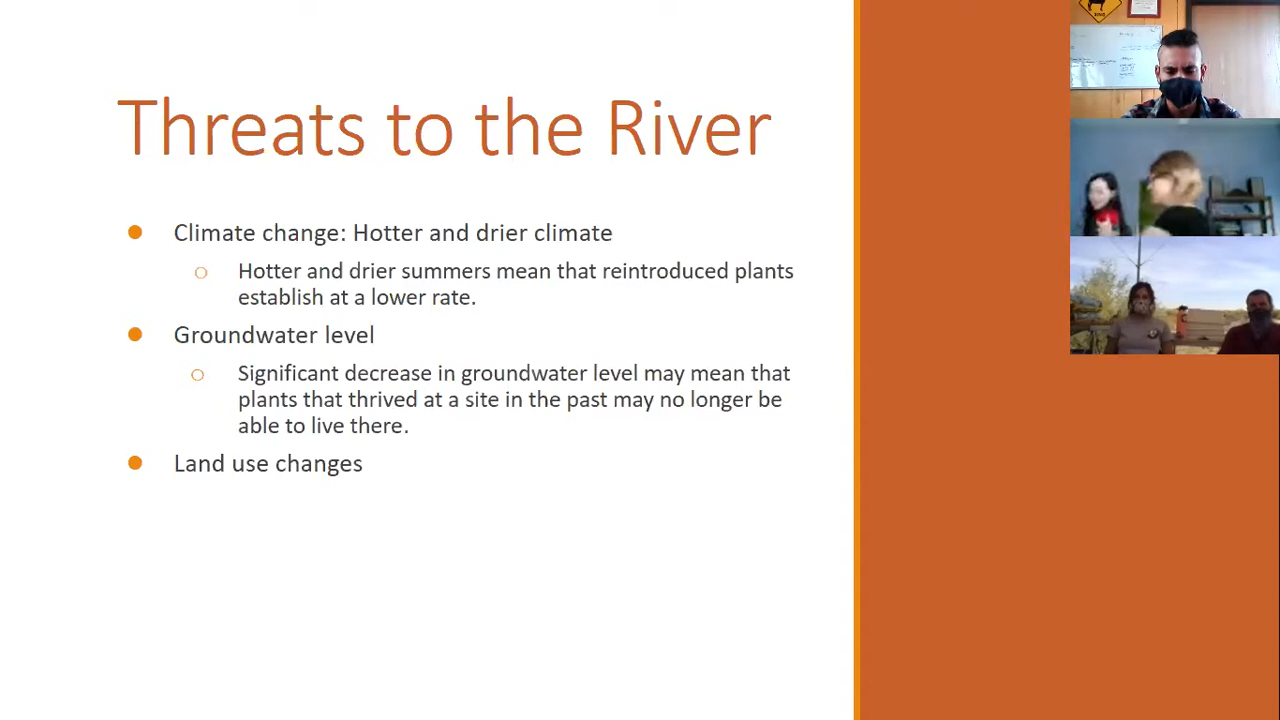 Threats to the River
Climate change: Hotter and drier climate
Hotter and drier summers mean that reintroduced plants
establish at a lower rate.
Groundwater level
Significant decrease in groundwater level may mean that
plants that thrived at a site in the past may no longer be
able to live there.
Land use changes